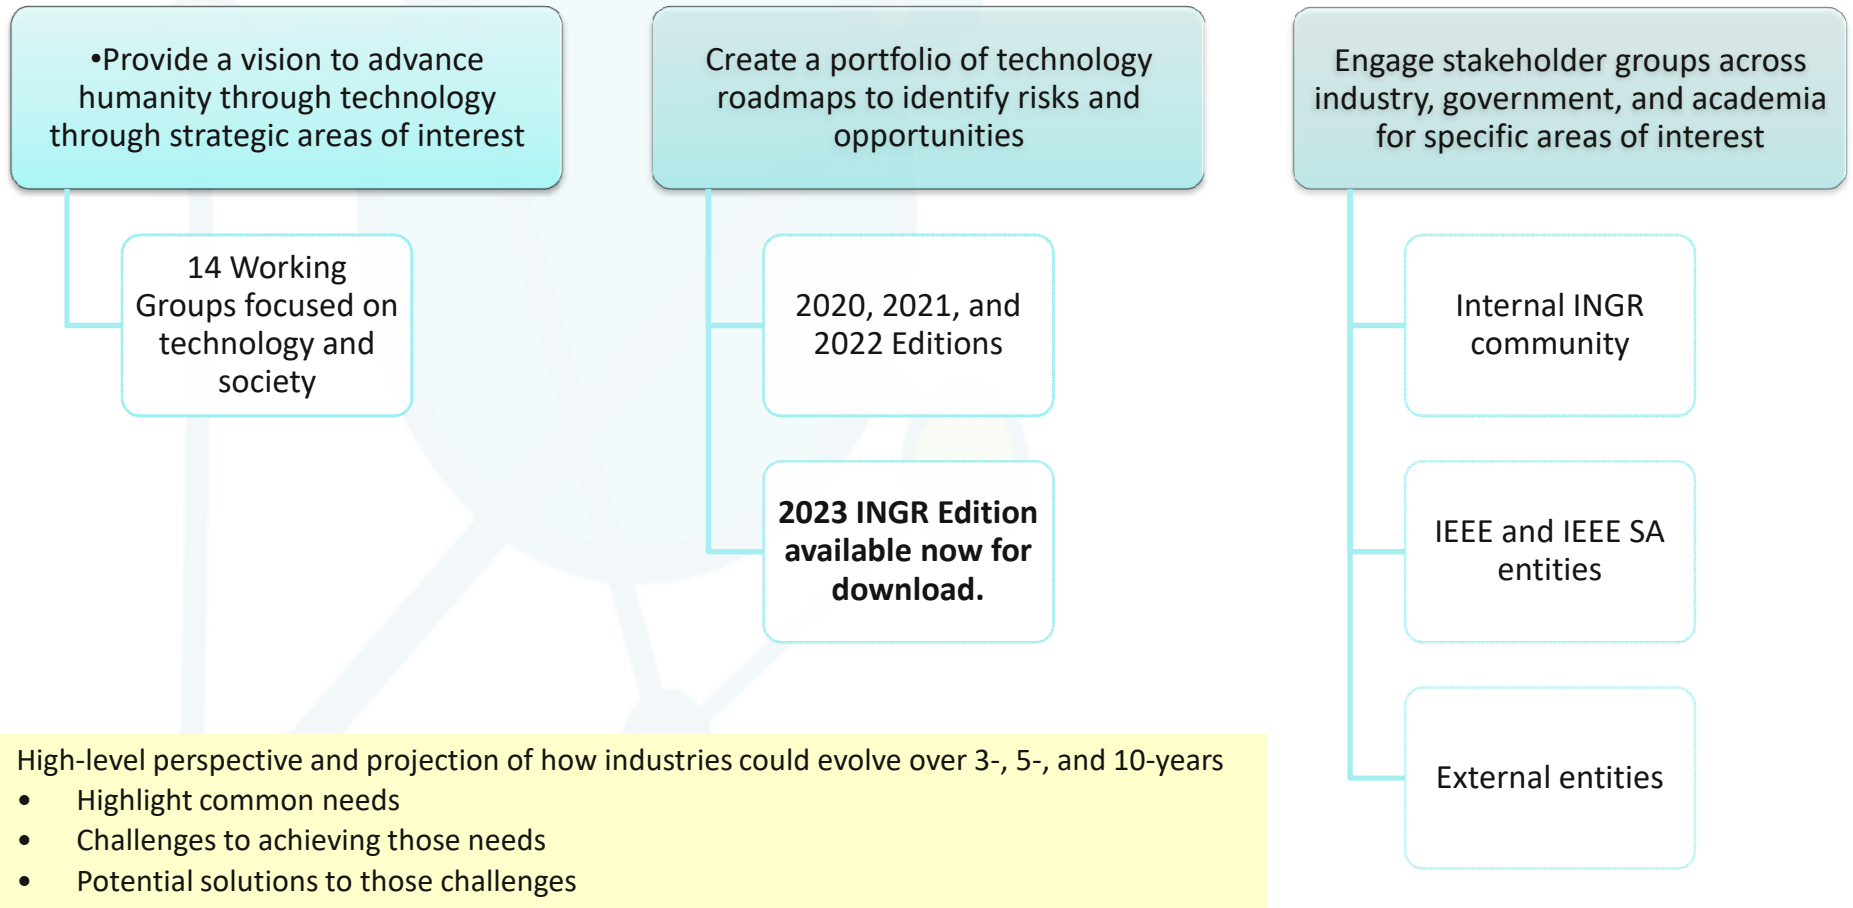 •Provide a vision to advance
humanity through technology
through strategic areas of interest
14 Working
Groups focused on
technology and
society
Create a portfolio of technology
roadmaps to identify risks and
opportunities
2020, 2021, and
2022 Editions
2023 INGR Edition
available now for
download.
Engage stakeholder groups across
industry, government, and academia
for specific areas of interest
Internal INGR
community
IEEE and IEEE SA
entities
External entities
High-level perspective and projection of how industries could evolve over 3-, 5-, and 10-years
• Highlight common needs
• Challenges to achieving those needs
• Potential solutions to those challenges